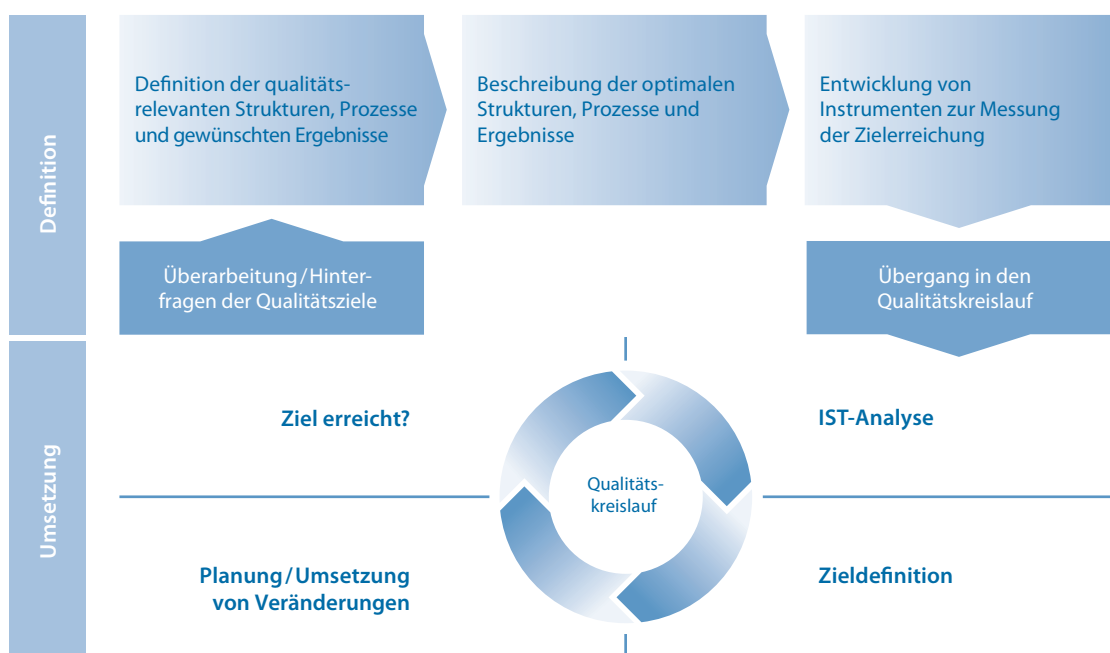 Definition
Definition der qualitäts-
relevanten Strukturen, Prozesse
und gewünschten Ergebnisse
Beschreibung der optimalen
Strukturen, Prozesse und
Ergebnisse
Entwicklung von
Instrumenten zur Messung
der Zielerreichung
Überarbeitung/Hinter-
fragen der Qualitätsziele
Übergang in den
Qualitätskreislauf
Umsetzung
Ziel erreicht?
IST-Analyse
Qualitäts-
kreislauf
Planung/Umsetzung
von Veränderungen
Zieldefinition